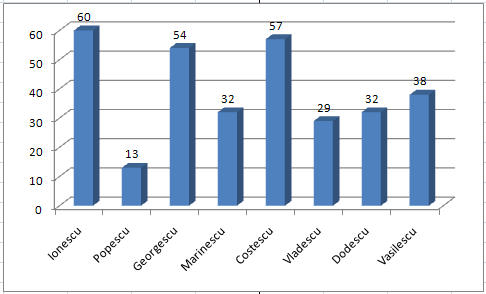 60
13
54
32
57
29
32
38
60
50
40
30
20
10
0
Ionescu
Popescu
Georgescu
Marinescu
Costescu
Vladescu
Dodescu
Vasilescu